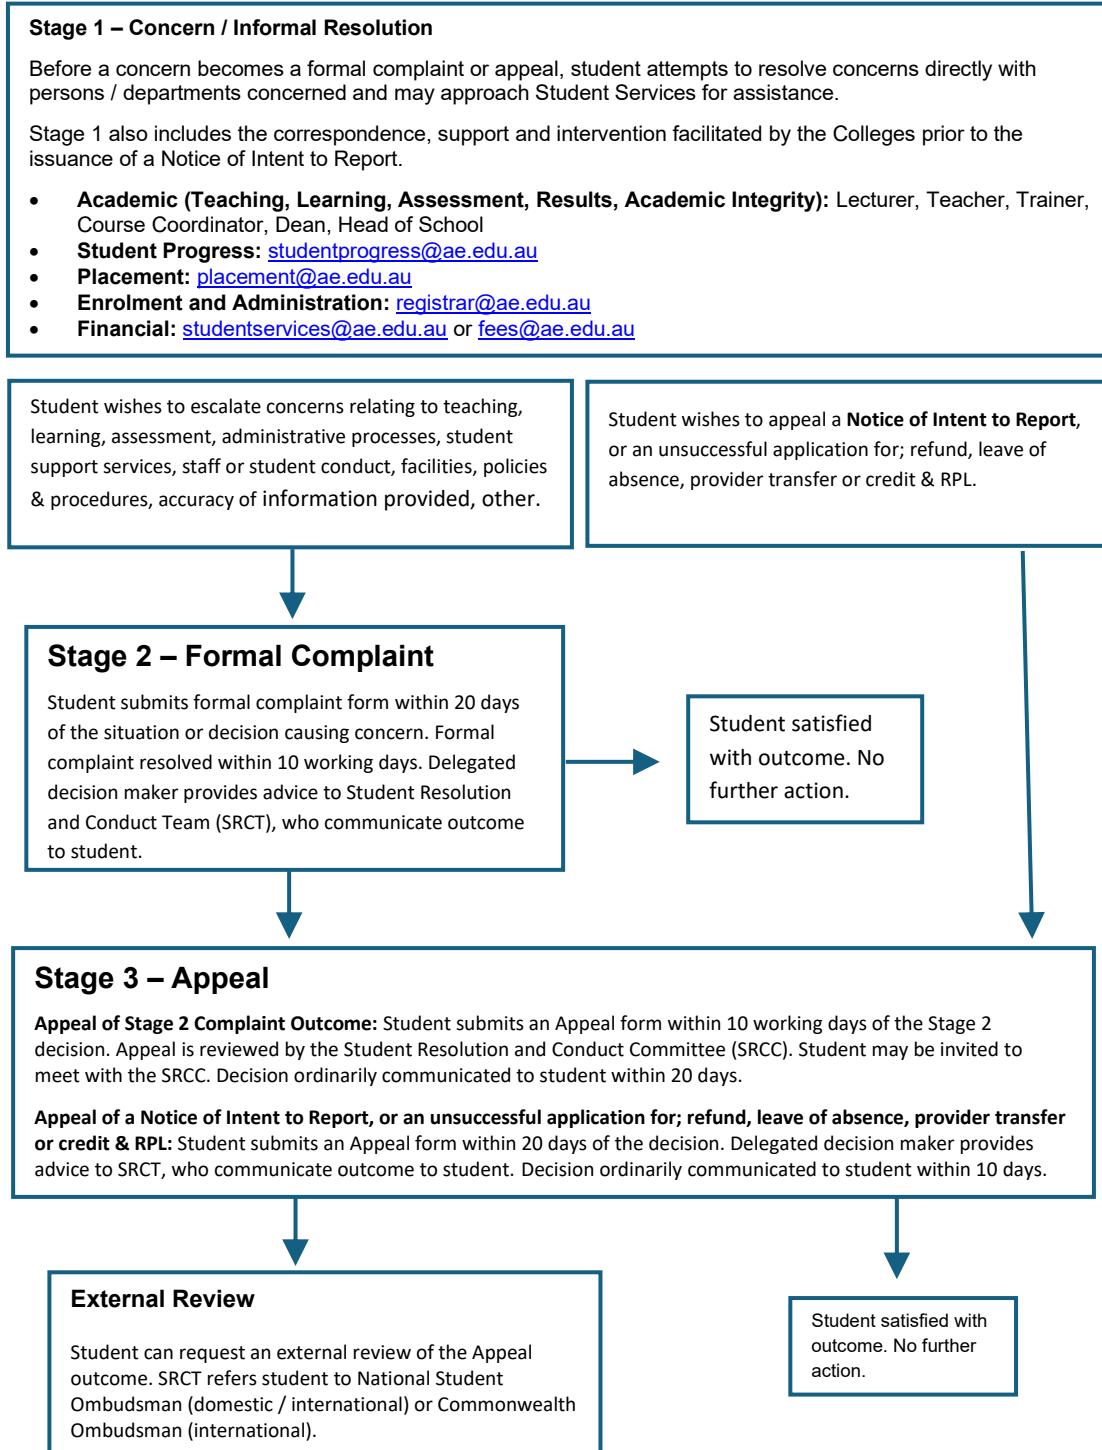 Stage 1 – Concern / Informal Resolution
Before a concern becomes a formal complaint or appeal, student attempts to resolve concerns directly with
persons / departments concerned and may approach Student Services for assistance.
Stage 1 also includes the correspondence, support and intervention facilitated by the Colleges prior to the
issuance of a Notice of Intent to Report.
• Academic (Teaching, Learning, Assessment, Results, Academic Integrity): Lecturer, Teacher, Trainer,
Course Coordinator, Dean, Head of School
• Student Progress: studentprogress@ae.edu.au
• Placement: placement@ae.edu.au
• Enrolment and Administration: registrar@ae.edu.au
• Financial: studentservices@ae.edu.au or fees@ae.edu.au
Student wishes to escalate concerns relating to teaching,
learning, assessment, administrative processes, student
support services, staff or student conduct, facilities, policies
& procedures, accuracy of information provided, other.
Student wishes to appeal a Notice of Intent to Report,
or an unsuccessful application for; refund, leave of
absence, provider transfer or credit & RPL.
Stage 2 – Formal Complaint
Student submits formal complaint form within 20 days
of the situation or decision causing concern. Formal
complaint resolved within 10 working days. Delegated
decision maker provides advice to Student Resolution
and Conduct Team (SRCT), who communicate outcome
to student.
Student satisfied
with outcome. No
further action.
Stage 3 – Appeal
Appeal of Stage 2 Complaint Outcome: Student submits an Appeal form within 10 working days of the Stage 2
decision. Appeal is reviewed by the Student Resolution and Conduct Committee (SRCC). Student may be invited to
meet with the SRCC. Decision ordinarily communicated to student within 20 days.
Appeal of a Notice of Intent to Report, or an unsuccessful application for; refund, leave of absence, provider transfer
or credit & RPL: Student submits an Appeal form within 20 days of the decision. Delegated decision maker provides
advice to SRCT, who communicate outcome to student. Decision ordinarily communicated to student within 10 days.
External Review
Student can request an external review of the Appeal
outcome. SRCT refers student to National Student
Ombudsman (domestic / international) or Commonwealth
Ombudsman (international).
Student satisfied with
outcome. No further
action.